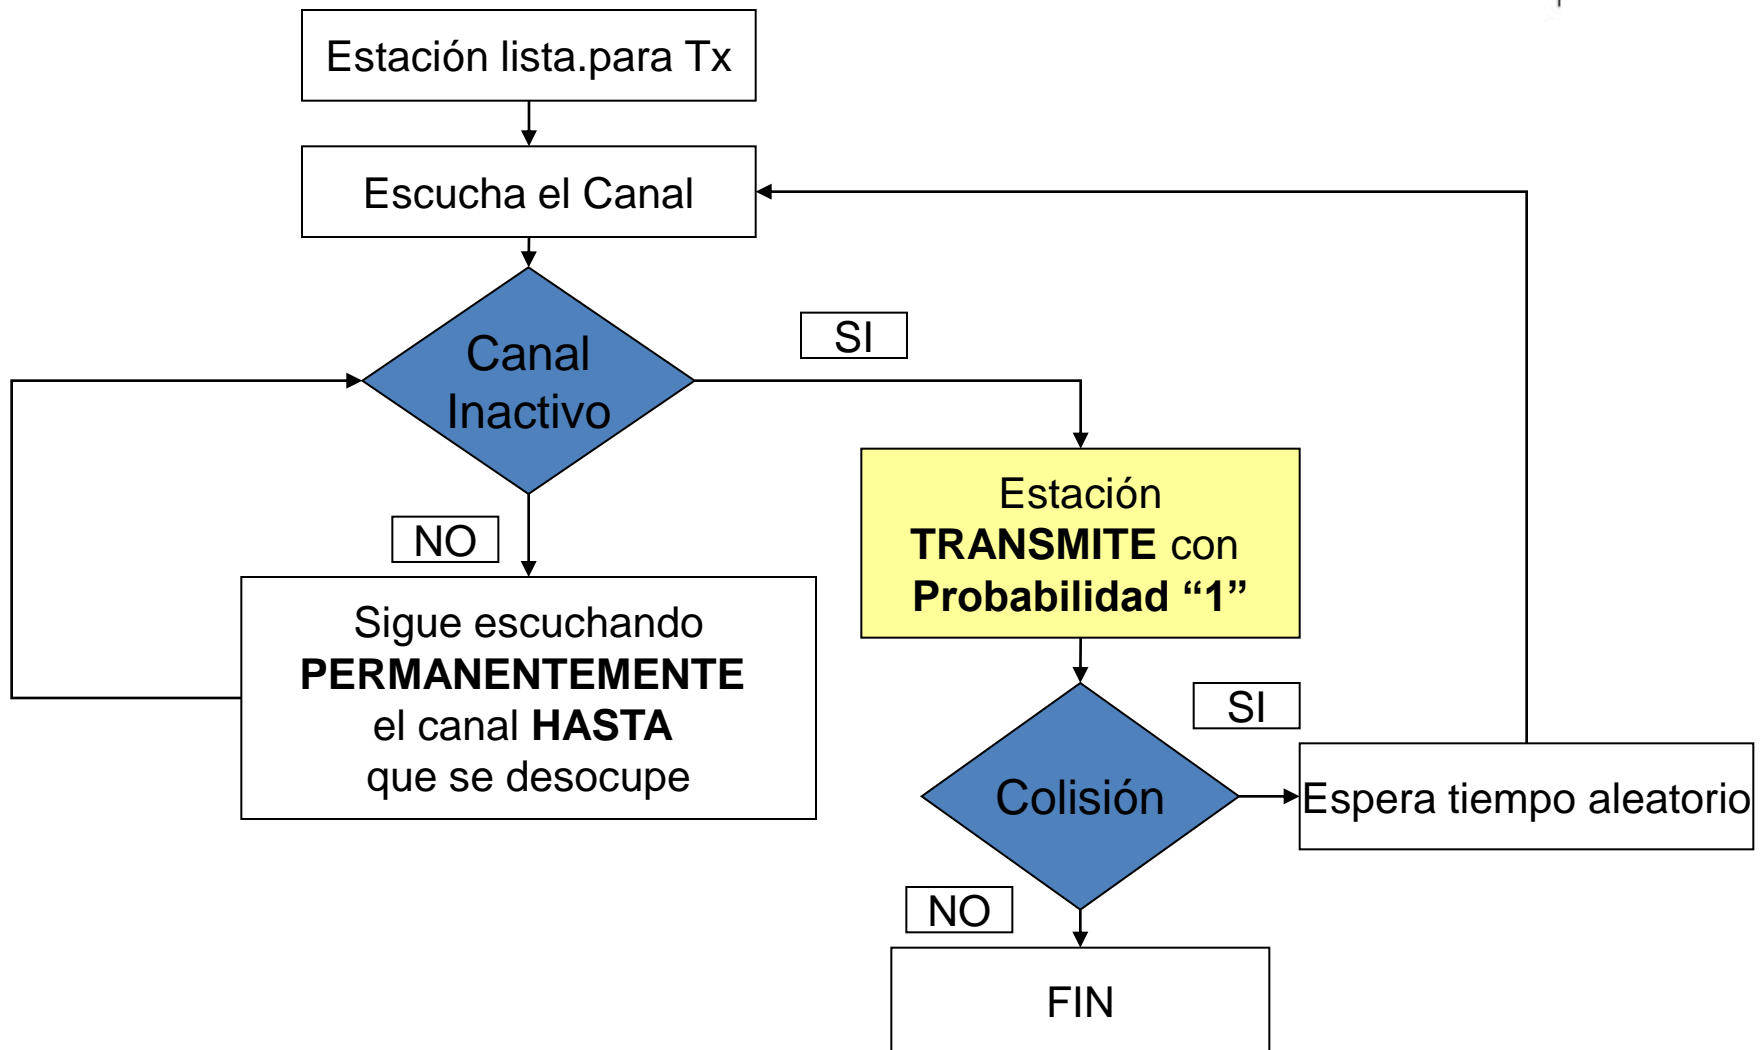 Estación lista.para Tx
Escucha el Canal
Canal
Inactivo
SI
NO
Sigue escuchando
PERMANENTEMENTE
el canal HASTA
que se desocupe
Estación
TRANSMITE con
Probabilidad “1”
Colisión
SI
Espera tiempo aleatorio
NO
FIN